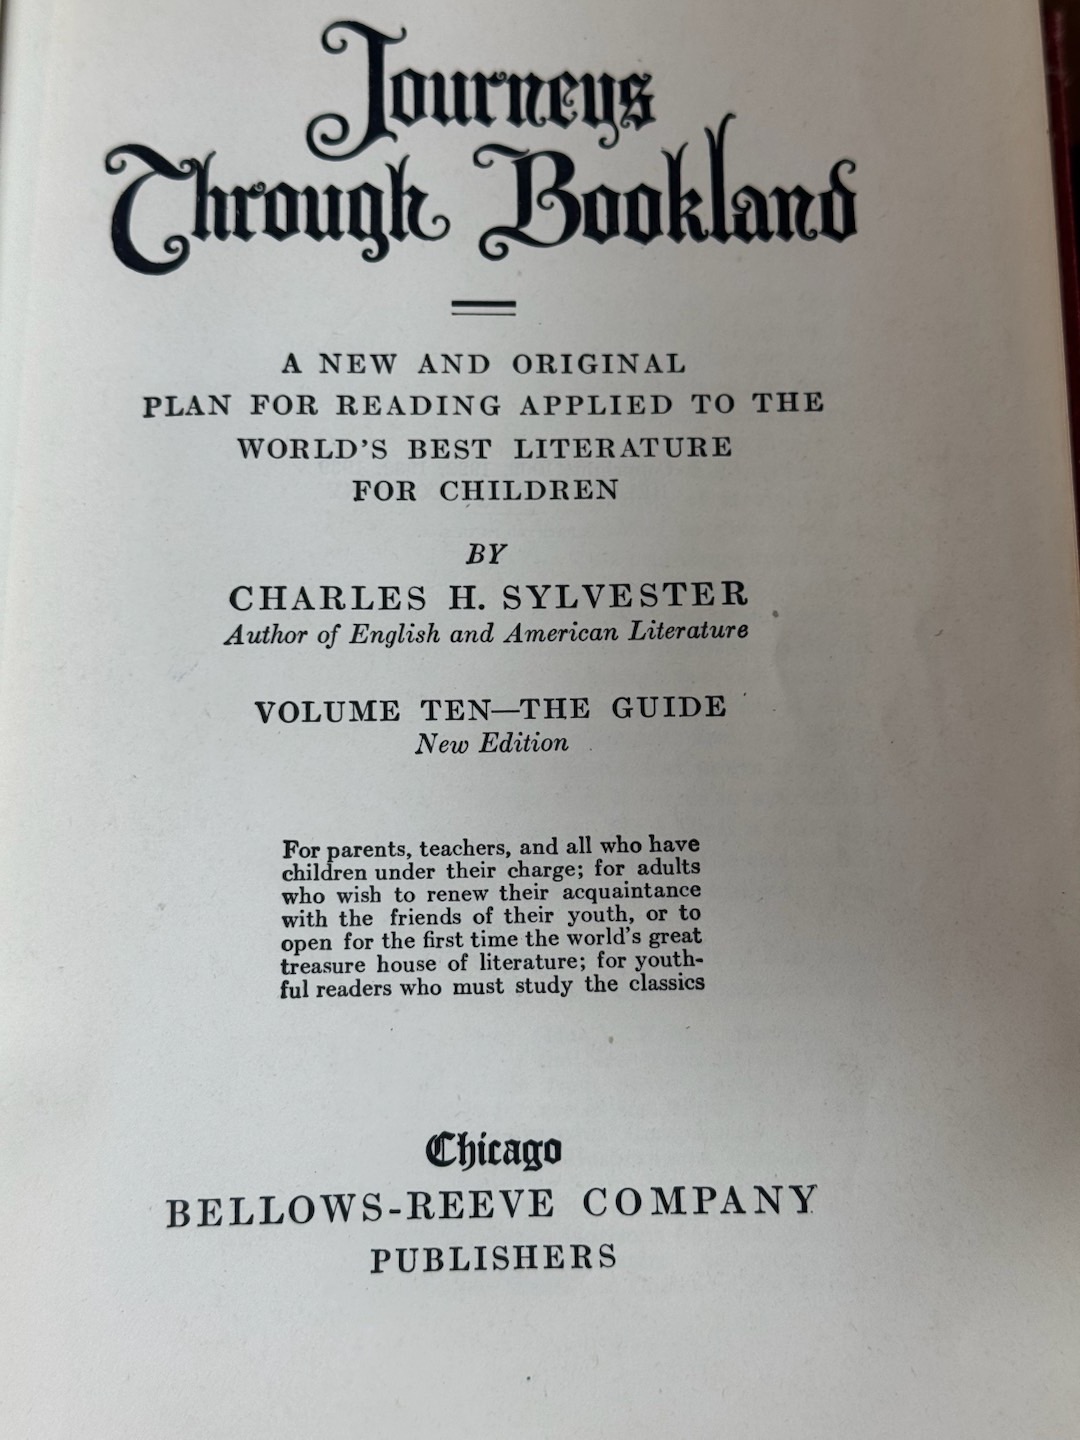 Journeys
Through Bookland
A NEW AND ORIGINAL
PLAN FOR READING APPLIED TO THE
WORLD'S BEST LITERATURE
FOR CHILDREN
BY
CHARLES H. SYLVESTER
Author of English and American Literature
VOLUME TEN—THE GUIDE
New Edition
For parents, teachers, and all who have
children under their charge; for adults
who wish to renew their acquaintance
with the friends of their youth, or to
open for the first time the world's great
treasure house of literature; for youth-
ful readers who must study the classics
Chicago
BELLOWS-REEVE COMPANY
PUBLISHERS